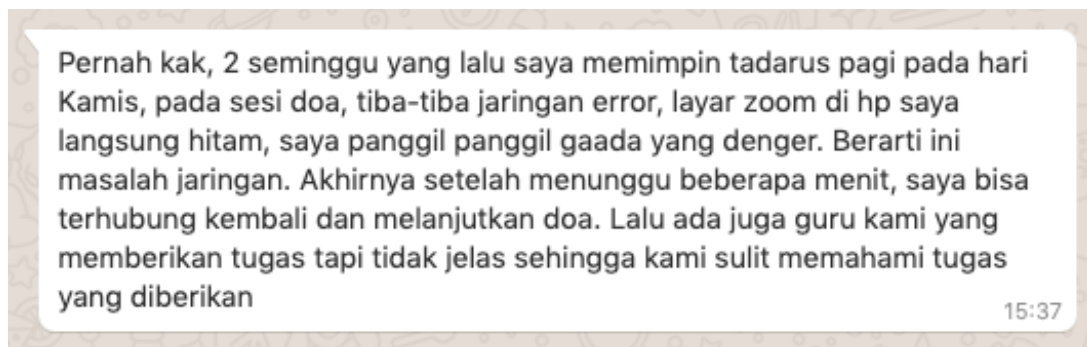 Pernah kak, 2 seminggu yang lalu saya memimpin tadarus pagi pada hari
Kamis, pada sesi doa, tiba-tiba jaringan error, layar zoom di hp saya
langsung hitam, saya panggil panggil gaada yang denger. Berarti ini
masalah jaringan. Akhirnya setelah menunggu beberapa menit, saya bisa
terhubung kembali dan melanjutkan doa. Lalu ada juga guru kami yang
memberikan tugas tapi tidak jelas sehingga kami sulit memahami tugas
yang diberikan
15:37